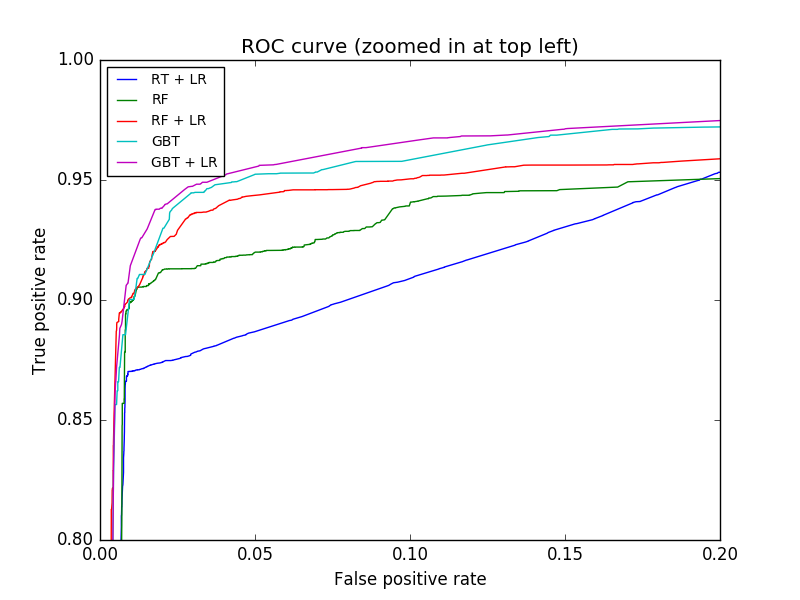 ROC curve (zoomed in at top left)
1.00
0.95
0.90
0.85
0.80
True positive rate
RT + LR
RF
RF + LR
GBT
GBT + LR
0.00 0.05 0.10 0.15 0.20
False positive rate